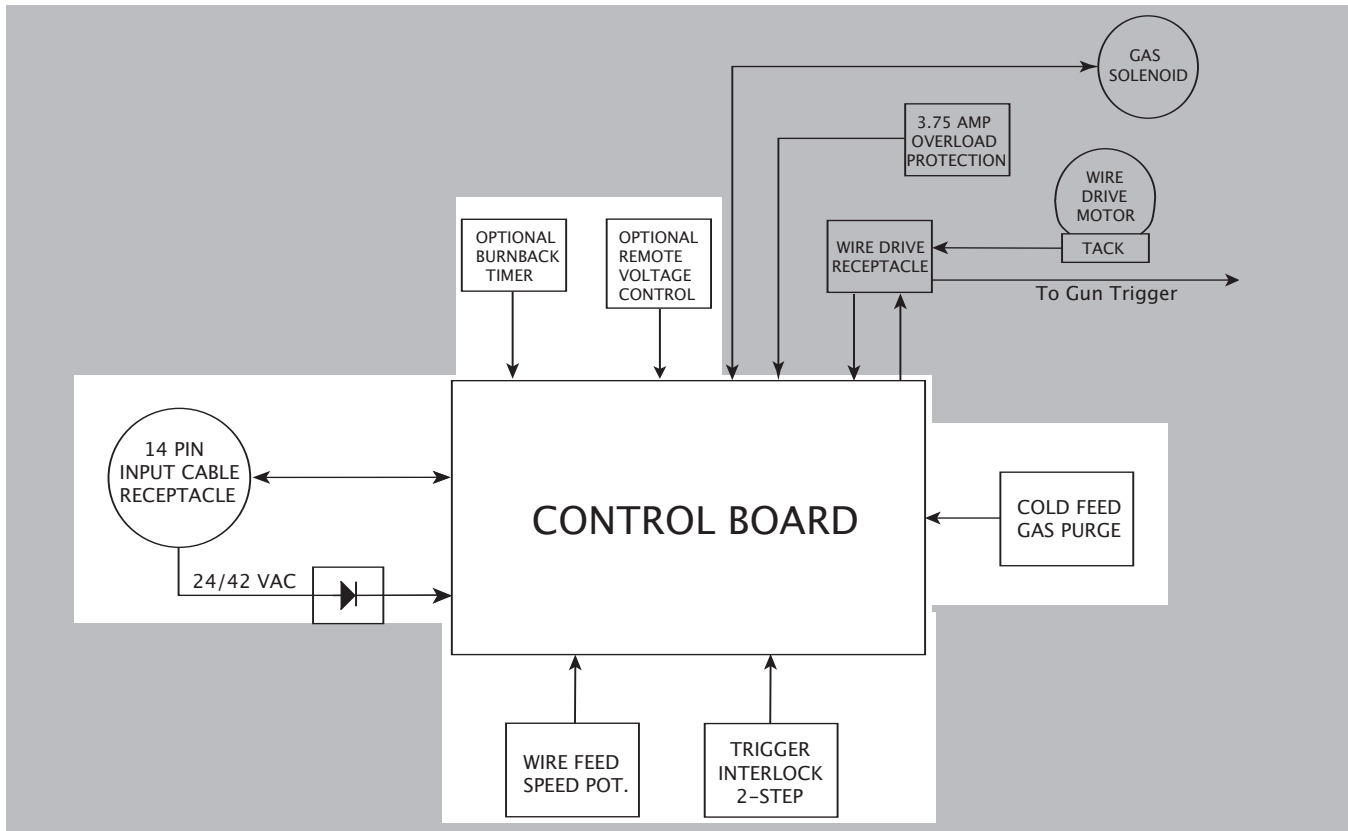 GAS
SOLENOID
3.75 AMP
OVERLOAD
PROTECTION
WIRE
DRIVE
MOTOR
TACK
OPTIONAL
BURNBACK
TIMER
OPTIONAL
REMOTE
VOLTAGE
CONTROL
WIRE DRIVE
RECEPTACLE
To Gun Trigger
14 PIN
INPUT CABLE
RECEPTACLE
CONTROL BOARD
COLD FEED
GAS PURGE
24/42 VAC
WIRE FEED
SPEED POT.
TRIGGER
INTERLOCK
2-STEP